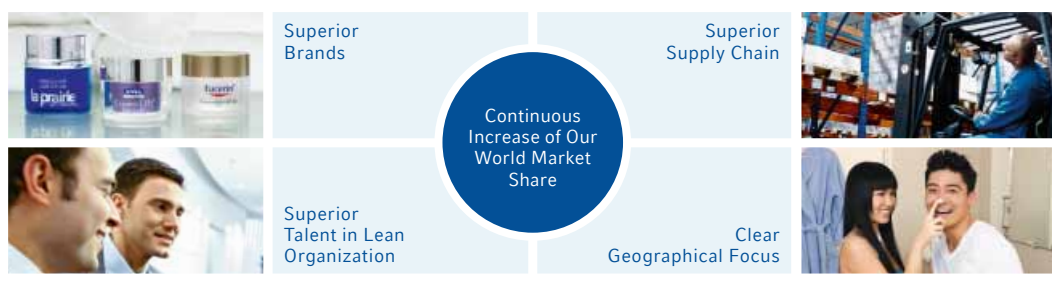 la prairie
Eucerin
Superior
Brands
Superior
Supply Chain
Continuous
Increase of Our
World Market
Share
Superior
Talent in Lean
Organization
Clear
Geographical Focus